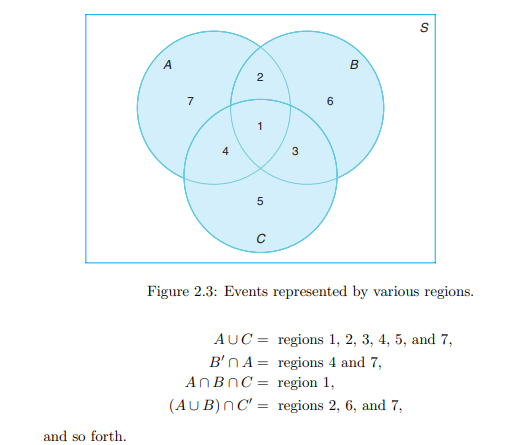 S
A
B
2
7
6
1
4
3
5
C
Figure 2.3: Events represented by various regions.
A ∪ C = regions 1, 2, 3, 4, 5, and 7,
B′ ∩ A = regions 4 and 7,
A ∩ B ∩ C = region 1,
(A ∪ B) ∩ C′ = regions 2, 6, and 7,
and so forth.